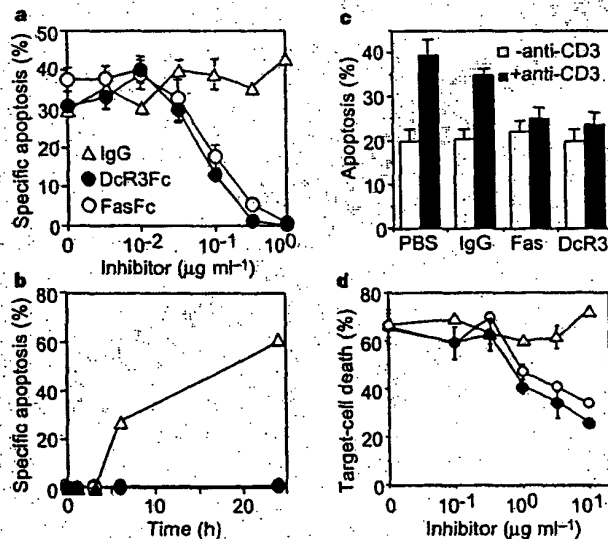 a
Specific apoptosis (%)
50
40
30
20
10
0
△ IgG
● DcR3Fc
○ FasFc
0 10-2 10-1 100
Inhibitor (µg ml−1)
c
Apoptosis (%)
40
30
20
10
0
-anti-CD3
+anti-CD3
PBS IgG Fas DcR3
b
Specific apoptosis (%)
80
60
40
20
0
0 10 20
Time (h)
d
Target-cell death (%)
80
60
40
20
0 10-1 100 101
Inhibitor (µg ml−1)